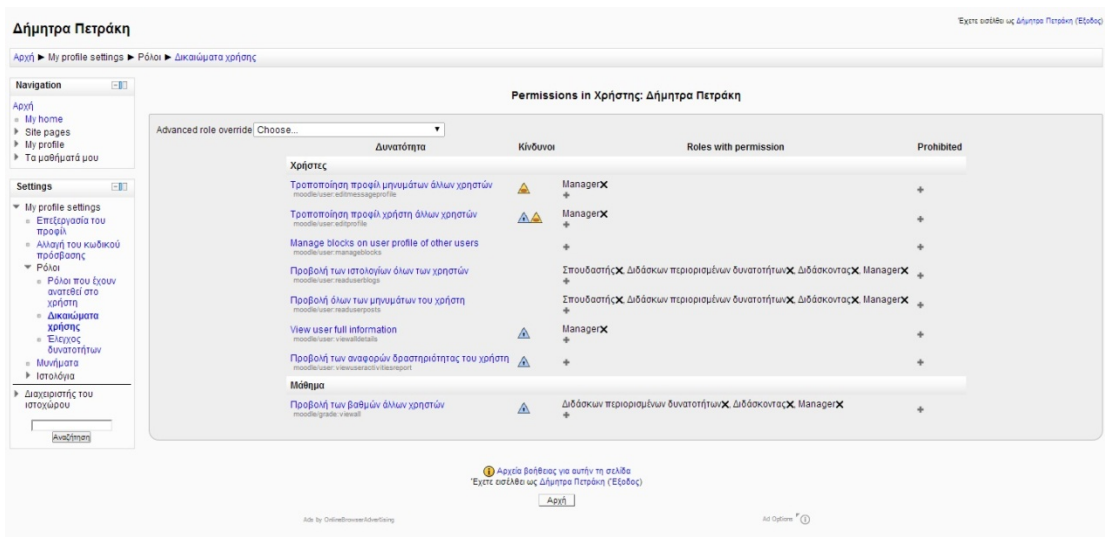 Δήμητρα Πετράκη
Έχετε εισέλθει ως Δήμητρα Πετράκη (Έξοδος)
Αρχή ► My profile settings ► Ρόλοι ► Δικαιώματα χρήσης
Navigation
Αρχή
My home
Site pages
My profile
Τα μαθήματά μου
Settings
My profile settings
Επεξεργασία του
προφίλ
Αλλαγή του κωδικού
πρόσβασης
Ρόλοι
Ρόλοι που έχουν
ανατεθεί στο
χρήστη
Δικαιώματα
χρήσης
Έλεγχος
δυνατοτήτων
Μυνήματα
Ιστολόγια
Διαχειριστής του
ιστοχώρου
Αναζήτηση
Permissions in Χρήστης: Δήμητρα Πετράκη
Advanced role override Choose...
Δυνατότητα Κίνδυνοι Roles with permission Prohibited
Χρήστες
Τροποποίηση προφίλ μηνυμάτων άλλων χρηστών Manager
moodle/user:editmessageprofile
Τροποποίηση προφίλ χρήστη άλλων χρηστών Manager
moodle/user:editprofile
Manage blocks on user profile of other users
moodle/user:manageblocks
Προβολή των ιστολογίων όλων των χρηστών Σπουδαστής, Διδάσκων περιορισμένων δυνατοτήτων, Διδάσκοντας, Manager
moodle/user:readuserblogs
Προβολή όλων των μηνυμάτων του χρήστη Σπουδαστής, Διδάσκων περιορισμένων δυνατοτήτων, Διδάσκοντας, Manager
moodle/user:readuserposts
View user full information Manager
moodle/user:viewalldetails
Προβολή των αναφορών δραστηριότητας του χρήστη
moodle/user:viewuseractivitiesreport
Μάθημα
Προβολή των βαθμών άλλων χρηστών Διδάσκων περιορισμένων δυνατοτήτων, Διδάσκοντας, Manager
moodle/grade:viewall
Αρχεία βοήθειας για αυτήν τη σελίδα
Έχετε εισέλθει ως Δήμητρα Πετράκη (Έξοδος)
Αρχή
Ads by OnlineBrowserAdvertising
Ad Options